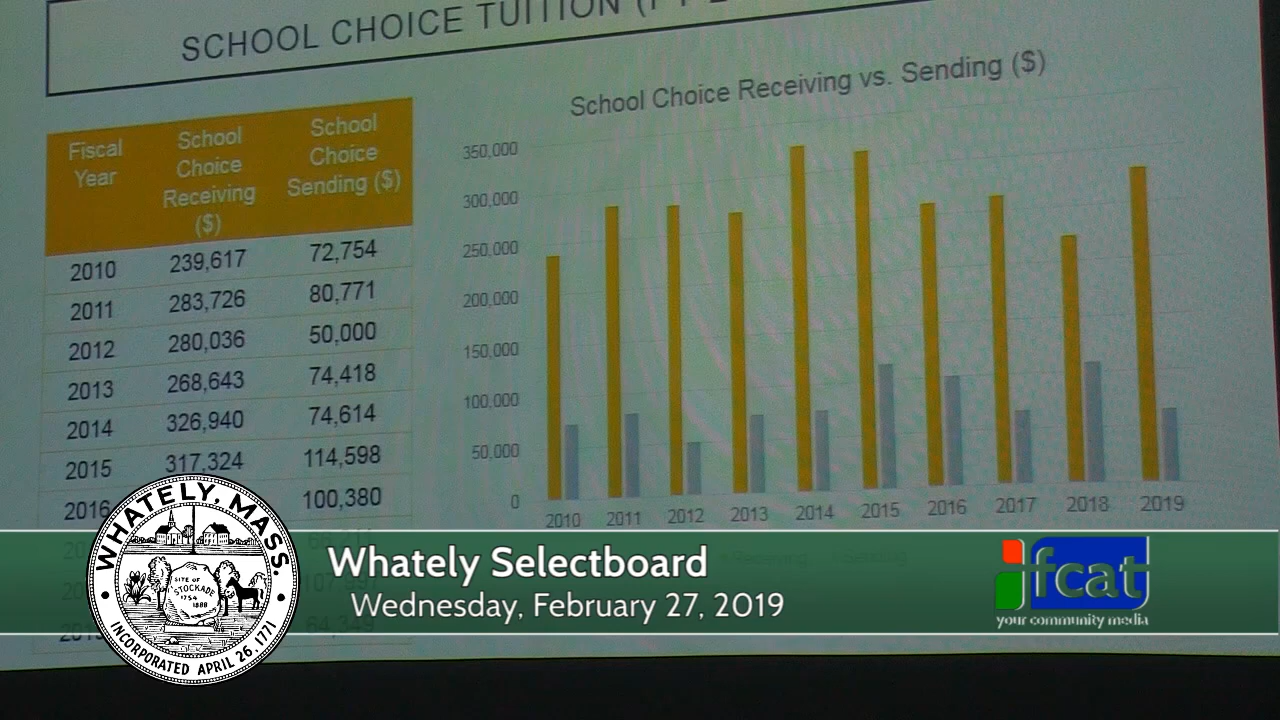 SCHOOL CHOICE TUITION
Fiscal Year
School Choice Receiving ($)
School Choice Sending ($)
2010 239,617 72,754
2011 283,726 80,771
2012 280,036 50,000
2013 268,643 74,418
2014 326,940 74,614
2015 317,324 114,598
2016 100,380
64,349
School Choice Receiving vs. Sending ($)
350,000
300,000
250,000
200,000
150,000
100,000
50,000
0
2010 2011 2012 2013 2014 2015 2016 2017 2018 2019
WHATELY, MASS.
SITE OF
STOCKADE
1754
1888
INCORPORATED APRIL 26, 1771
Whately Selectboard
Wednesday, February 27, 2019
fcat
your community media